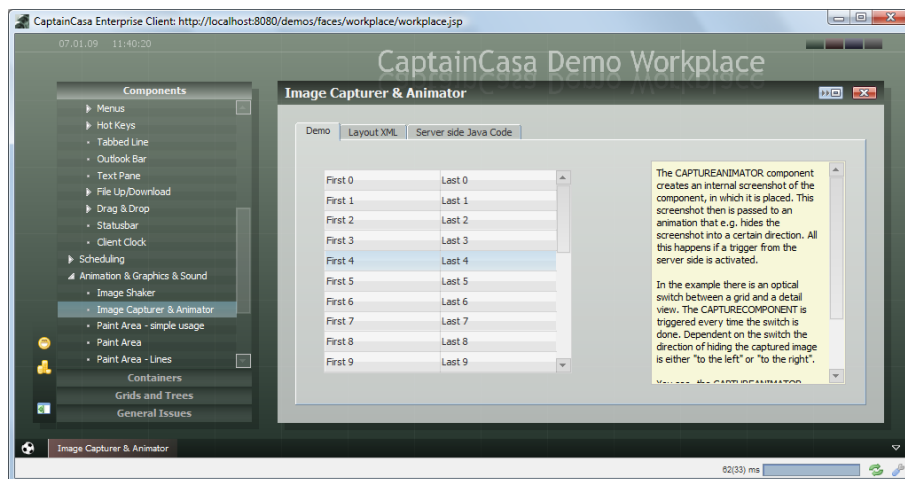 CaptainCasa Enterprise Client: http://localhost:8080/demos/faces/workplace/workplace.jsp
07.01.09 11:40:20
CaptainCasa Demo Workplace
Components
Menus
Hot Keys
Tabbed Line
Outlook Bar
Text Pane
File Up/Download
Drag & Drop
Statusbar
Client Clock
Scheduling
Animation & Graphics & Sound
Image Shaker
Image Capturer & Animator
Paint Area - simple usage
Paint Area
Paint Area - Lines
Containers
Grids and Trees
General Issues
Image Capturer & Animator
Demo Layout XML Server side Java Code
First 0 Last 0
First 1 Last 1
First 2 Last 2
First 3 Last 3
First 4 Last 4
First 5 Last 5
First 6 Last 6
First 7 Last 7
First 8 Last 8
First 9 Last 9
The CAPTUREANIMATOR component
creates an internal screenshot of the
component, in which it is placed. This
screenshot then is passed to an
animation that e.g. hides the
screenshot into a certain direction. All
this happens if a trigger from the
server side is activated.
In the example there is an optical
switch between a grid and a detail
view. The CAPTURECOMPONENT is
triggered every time the switch is
done. Dependent on the switch the
direction of hiding the captured image
is either "to the left" or "to the right".
Image Capturer & Animator
62(33) ms